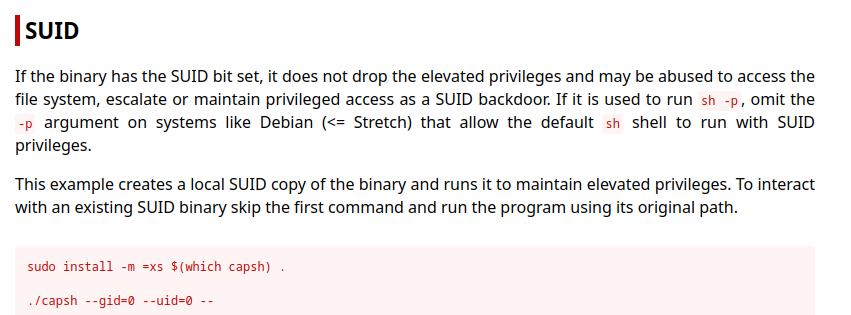 SUID
If the binary has the SUID bit set, it does not drop the elevated privileges and may be abused to access the
file system, escalate or maintain privileged access as a SUID backdoor. If it is used to run sh -p, omit the
-p argument on systems like Debian (<= Stretch) that allow the default sh shell to run with SUID
privileges.
This example creates a local SUID copy of the binary and runs it to maintain elevated privileges. To interact
with an existing SUID binary skip the first command and run the program using its original path.
sudo install -m =xs $(which capsh) .
./capsh --gid=0 --uid=0 --